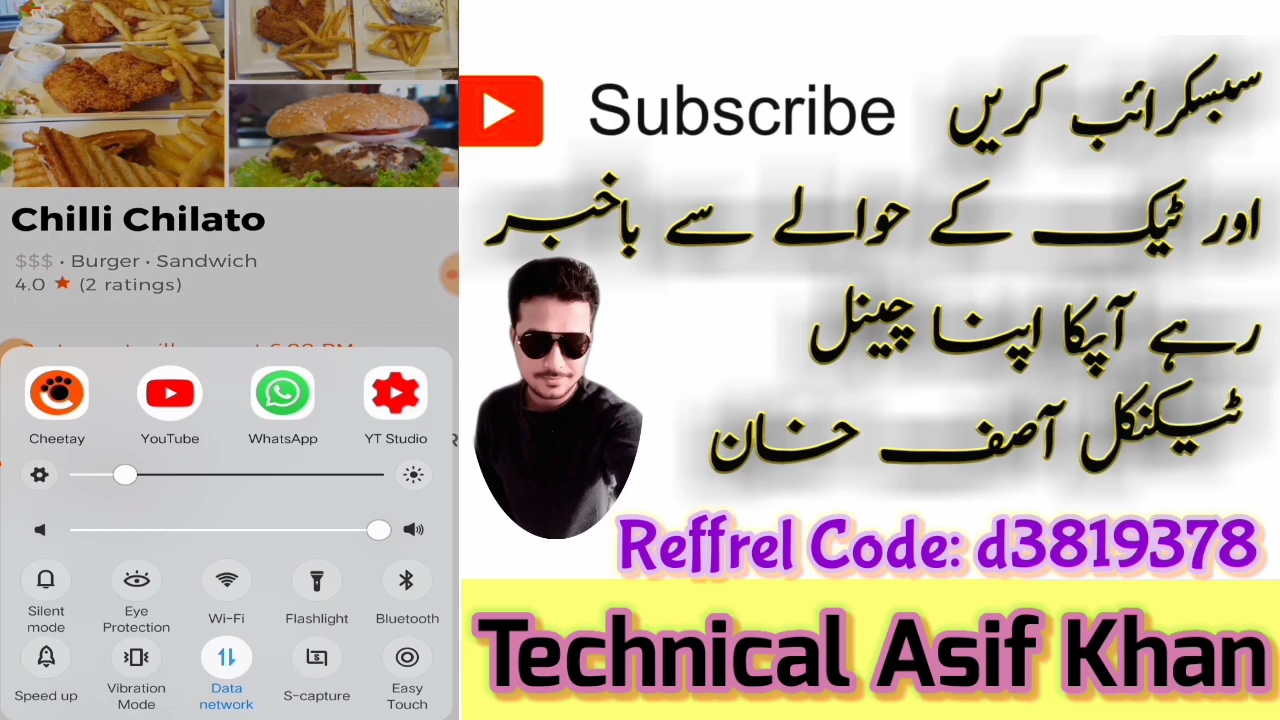 Chilli Chilato
$$$ • Burger • Sandwich
4.0 ★ (2 ratings)
Cheetay
YouTube
WhatsApp
YT Studio
Silent mode
Eye Protection
Wi-Fi
Flashlight
Bluetooth
Speed up
Vibration Mode
Data network
S-capture
Easy Touch
Subscribe سبسکرائب کریں
اور ٹیک کے حوالے سے باخبر
رہے آپکا اپنا چینل
ٹیکنکل آصف خان
Reffrel Code: d3819378
Technical Asif Khan